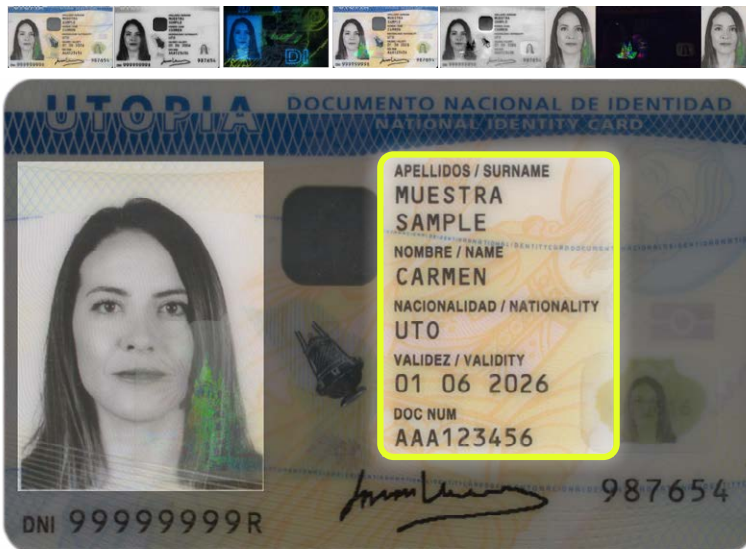 UTOPIA
DOCUMENTO NACIONAL DE IDENTIDAD
NATIONAL IDENTITY CARD
APELLIDOS / SURNAME
MUESTRA
SAMPLE
NOMBRE / NAME
CARMEN
NACIONALIDAD / NATIONALITY
UTO
VALIDEZ / VALIDITY
01 06 2026
DOC NUM
AAA123456
987654
DNI 99999999R